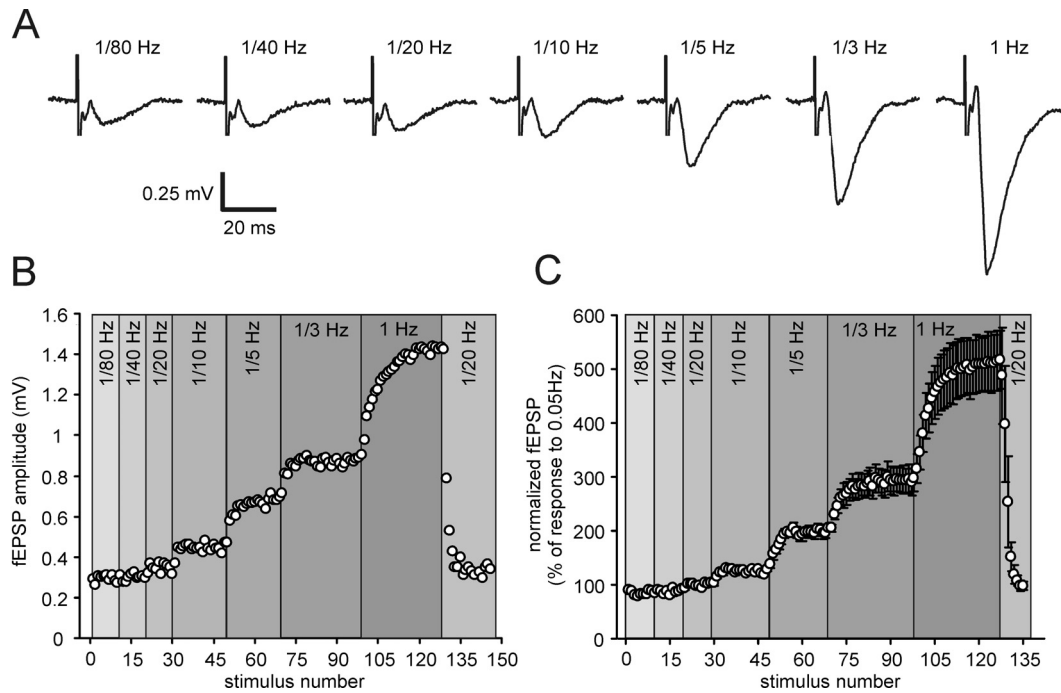 A
1/80 Hz 1/40 Hz 1/20 Hz 1/10 Hz 1/5 Hz 1/3 Hz 1 Hz
0.25 mV
20 ms
B
fEPSP amplitude (mV)
1.6
1.4
1.2
1
0.8
0.6
0.4
0.2
0
1/80 Hz
1/40 Hz
1/20 Hz
1/10 Hz
1/5 Hz
1/3 Hz
1 Hz
1/20 Hz
0 15 30 45 60 75 90 105 120 135 150
stimulus number
C
normalized fEPSP
(% of response to 0.05Hz)
600
500
400
300
200
100
0
1/80 Hz
1/40 Hz
1/20 Hz
1/10 Hz
1/5 Hz
1/3 Hz
1 Hz
1/20 Hz
0 15 30 45 60 75 90 105 120 135
stimulus number